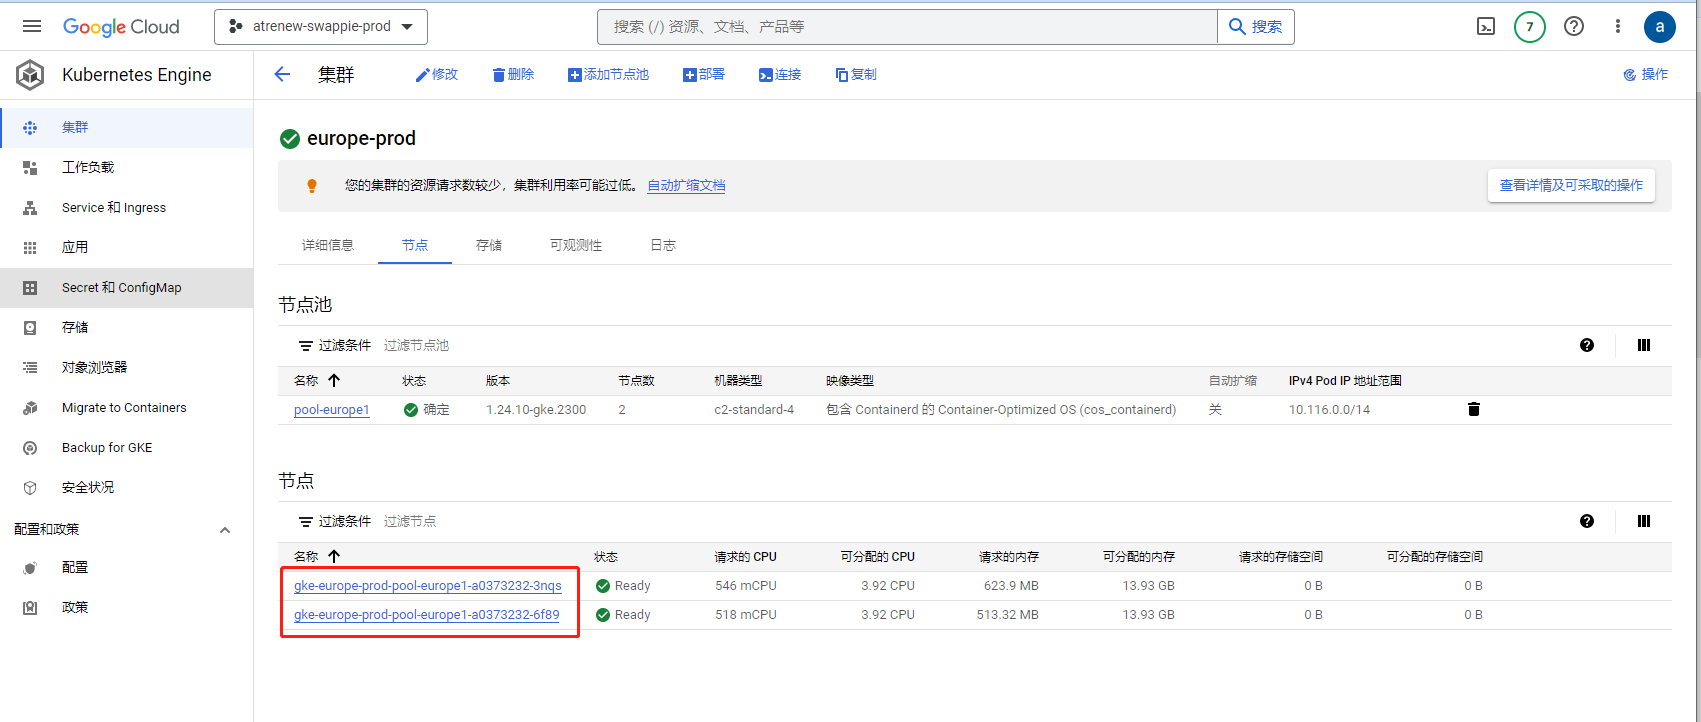 Google Cloud
atrenew-swappie-prod
搜索 (/) 资源、文档、产品等
搜索
7
a
Kubernetes Engine
集群
修改
删除
添加节点池
部署
连接
复制
操作
集群
工作负载
Service 和 Ingress
应用
Secret 和 ConfigMap
存储
对象浏览器
Migrate to Containers
Backup for GKE
安全状况
配置和政策
配置
政策
europe-prod
您的集群的资源请求数较少，集群利用率可能过低。 自动扩缩文档
查看详情及可采取的操作
详细信息 节点 存储 可观测性 日志
节点池
过滤条件 过滤节点池
名称 状态 版本 节点数 机器类型 映像类型 自动扩缩 IPv4 Pod IP 地址范围
pool-europe1 确定 1.24.10-gke.2300 2 c2-standard-4 包含 Containerd 的 Container-Optimized OS (cos_containerd) 关 10.116.0.0/14
节点
过滤条件 过滤节点
名称 状态 请求的 CPU 可分配的 CPU 请求的内存 可分配的内存 请求的存储空间 可分配的存储空间
gke-europe-prod-pool-europe1-a0373232-3nqs Ready 546 mCPU 3.92 CPU 623.9 MB 13.93 GB 0 B 0 B
gke-europe-prod-pool-europe1-a0373232-6f89 Ready 518 mCPU 3.92 CPU 513.32 MB 13.93 GB 0 B 0 B